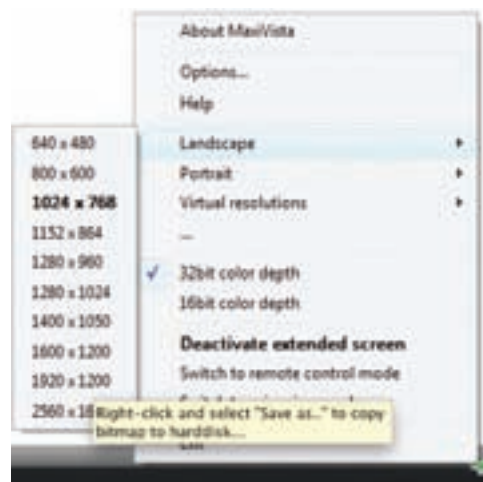 About MaxiVista
Options...
Help
Landscape
Portrait
Virtual resolutions
...
32bit color depth
16bit color depth
Deactivate extended screen
Switch to remote control mode
640 x 480
800 x 600
1024 x 768
1152 x 864
1280 x 960
1280 x 1024
1400 x 1050
1600 x 1200
1920 x 1200
2560 x
Right-click and select "Save as..." to copy
bitmap to harddisk...